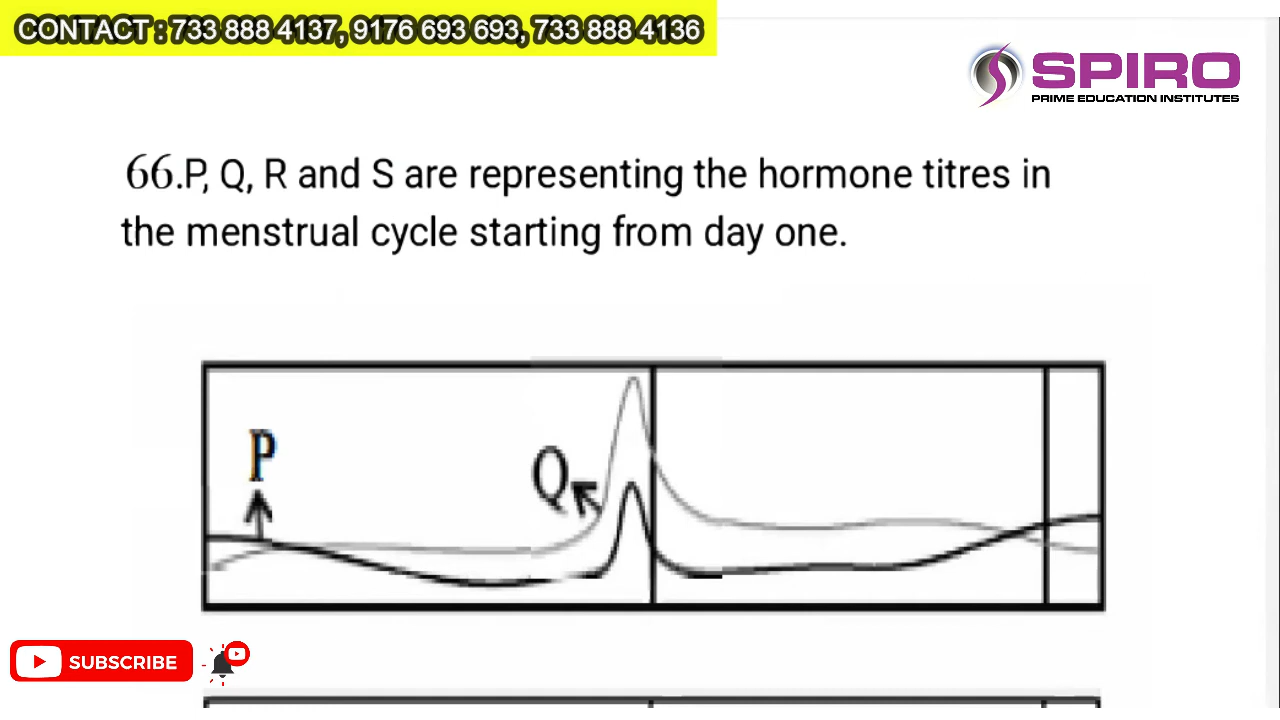 CONTACT : 733 888 4137, 9176 693 693, 733 888 4136
SPIRO
PRIME EDUCATION INSTITUTES
66.P, Q, R and S are representing the hormone titres in
the menstrual cycle starting from day one.
P
Q
SUBSCRIBE